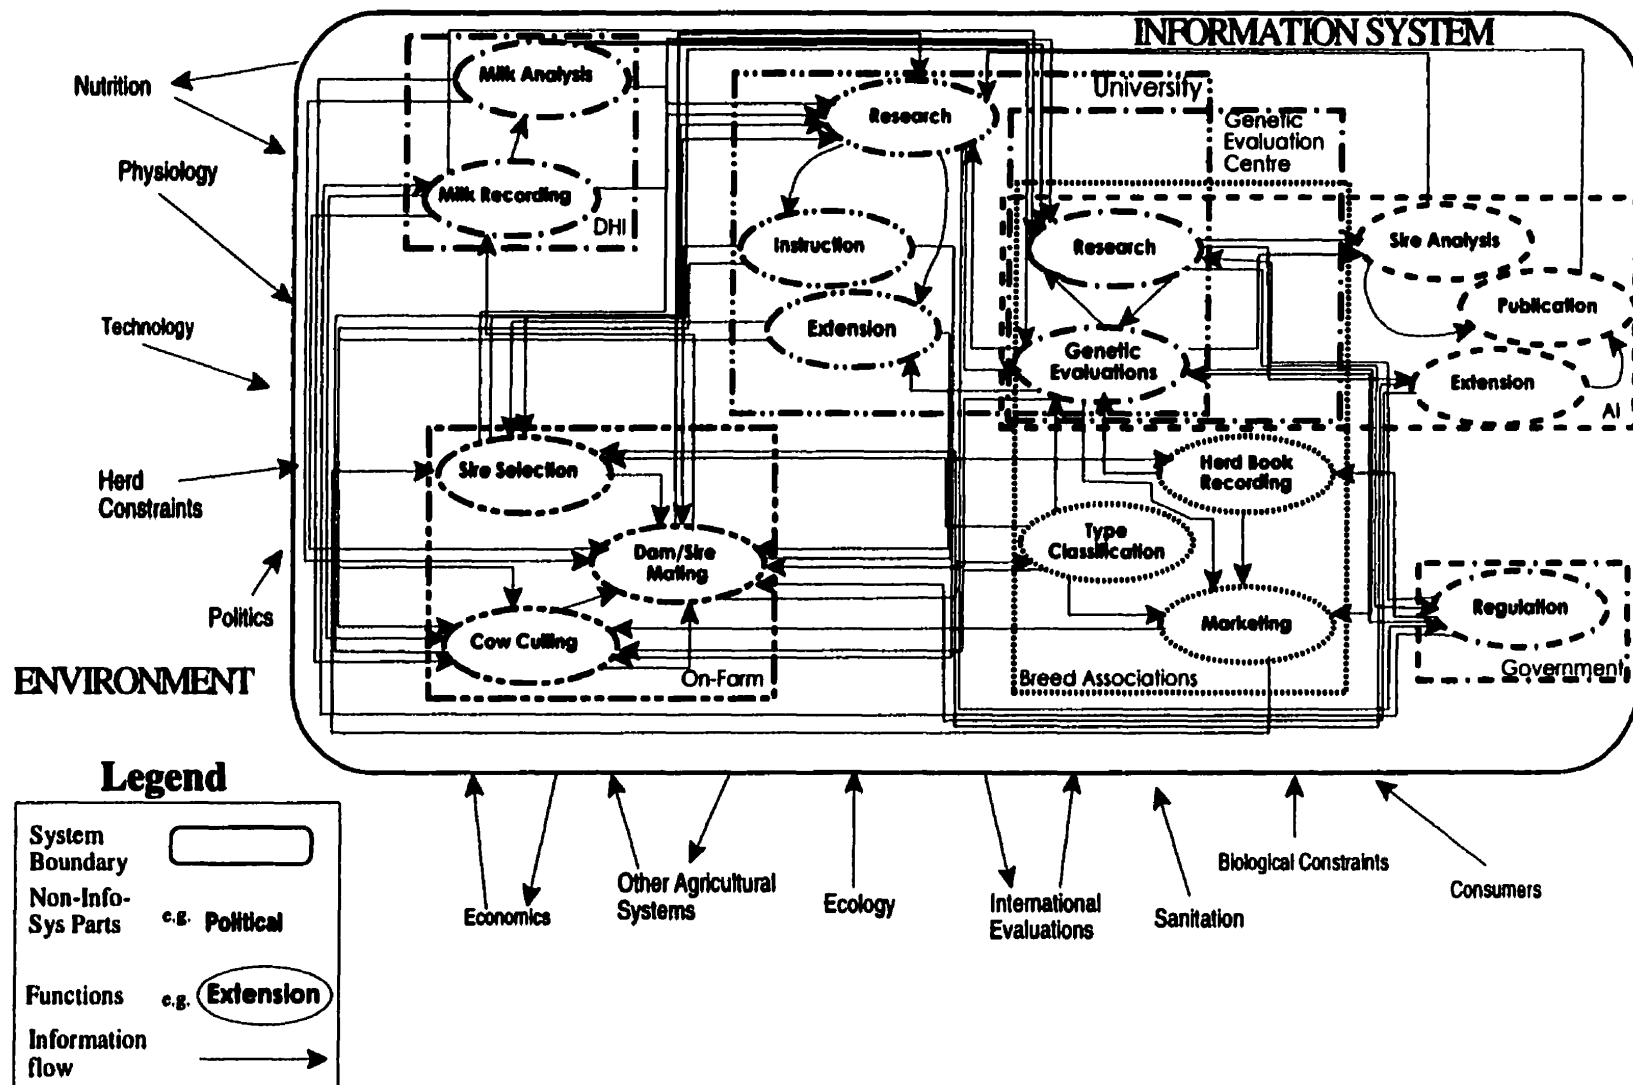 INFORMATION SYSTEM
Nutrition
Physiology
Technology
Herd
Constraints
Politics
ENVIRONMENT
Milk Analysis
Milk Recording
DHI
University
Research
Instruction
Extension
Genetic
Evaluation
Centre
Research
Genetic
Evaluations
Sire Analysis
Publication
Extension
AI
Sire Selection
Dam/Sire
Mating
Cow Culling
On-Farm
Herd Book
Recording
Type
Classification
Marketing
Breed Associations
Regulation
Government
Economics
Other Agricultural
Systems
Ecology
International
Evaluations
Sanitation
Biological Constraints
Consumers
Legend
System
Boundary
Non-Info-
Sys Parts
e.g. Political
Functions
e.g. Extension
Information
flow